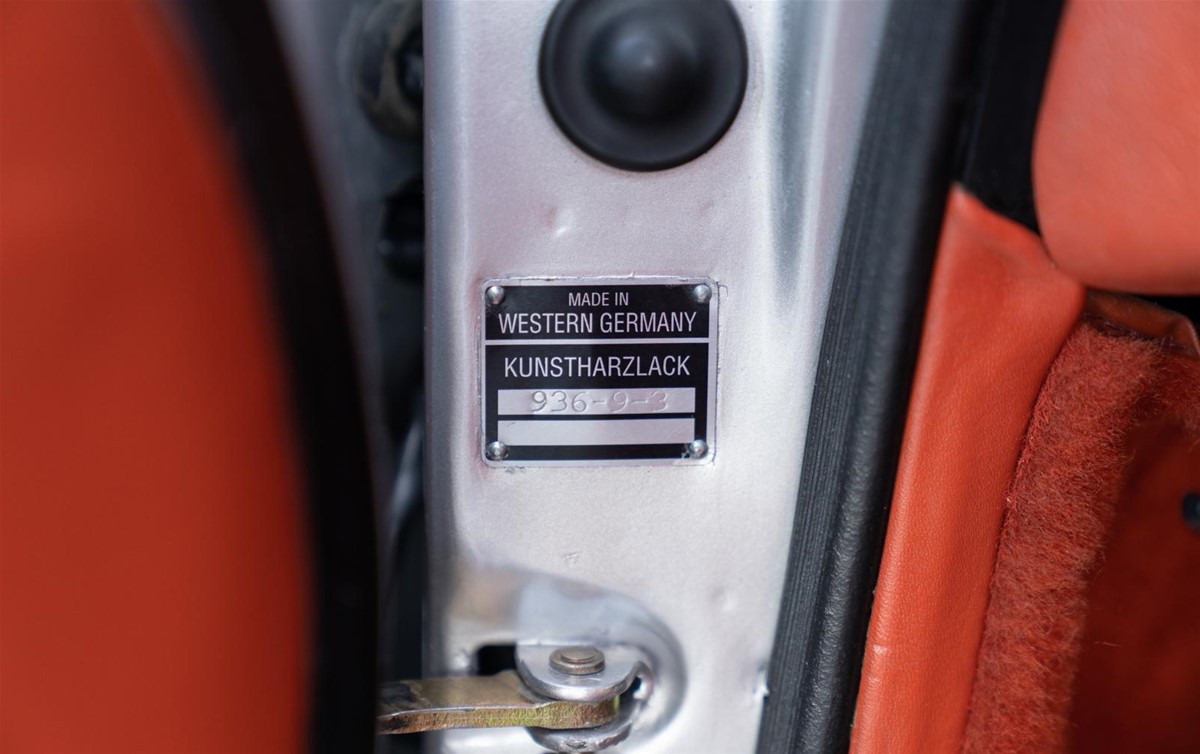 MADE IN
WESTERN GERMANY
KUNSTHARZLACK
936-9-3